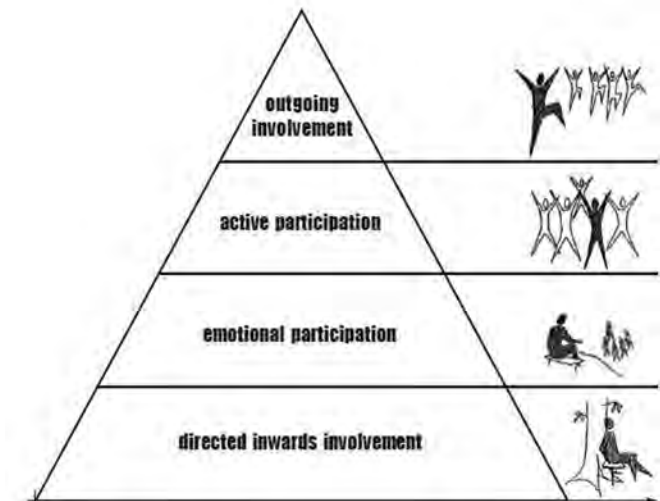 outgoing
involvement
active participation
emotional participation
directed inwards involvement